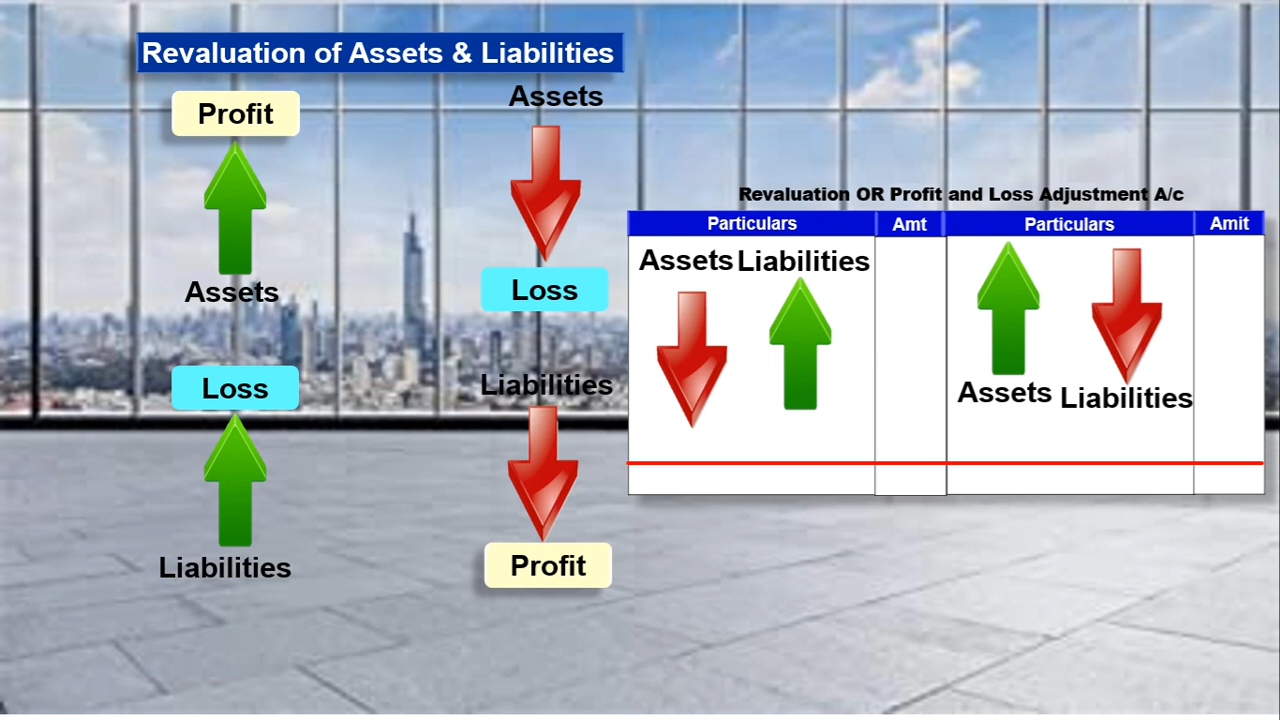 Revaluation of Assets & Liabilities
Profit
Assets
Assets
Loss
Loss
Liabilities
Liabilities
Profit
Revaluation OR Profit and Loss Adjustment A/c
Particulars Amt Particulars Amit
Assets Liabilities
Assets Liabilities